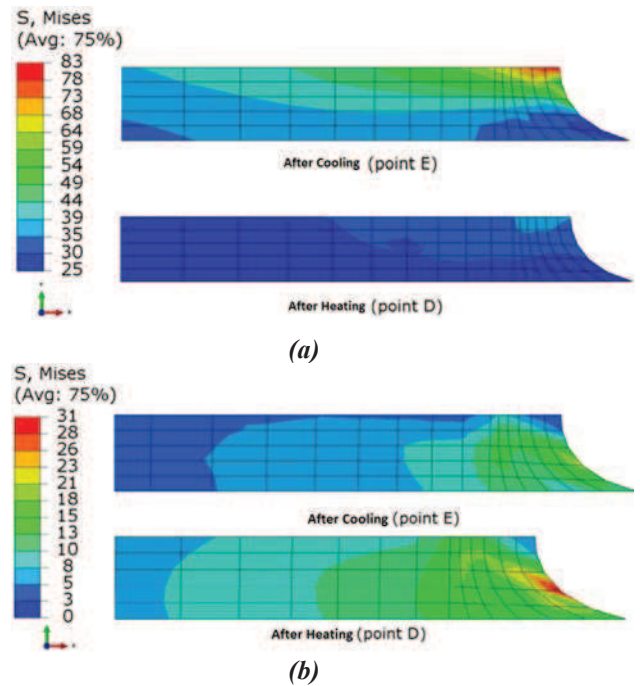 S, Mises
(Avg: 75%)
83
78
73
68
64
59
54
49
44
39
35
30
25
After Cooling (point E)
After Heating (point D)
(a)
S, Mises
(Avg: 75%)
31
28
26
23
21
18
15
13
10
8
5
3
0
After Cooling (point E)
After Heating (point D)
(b)